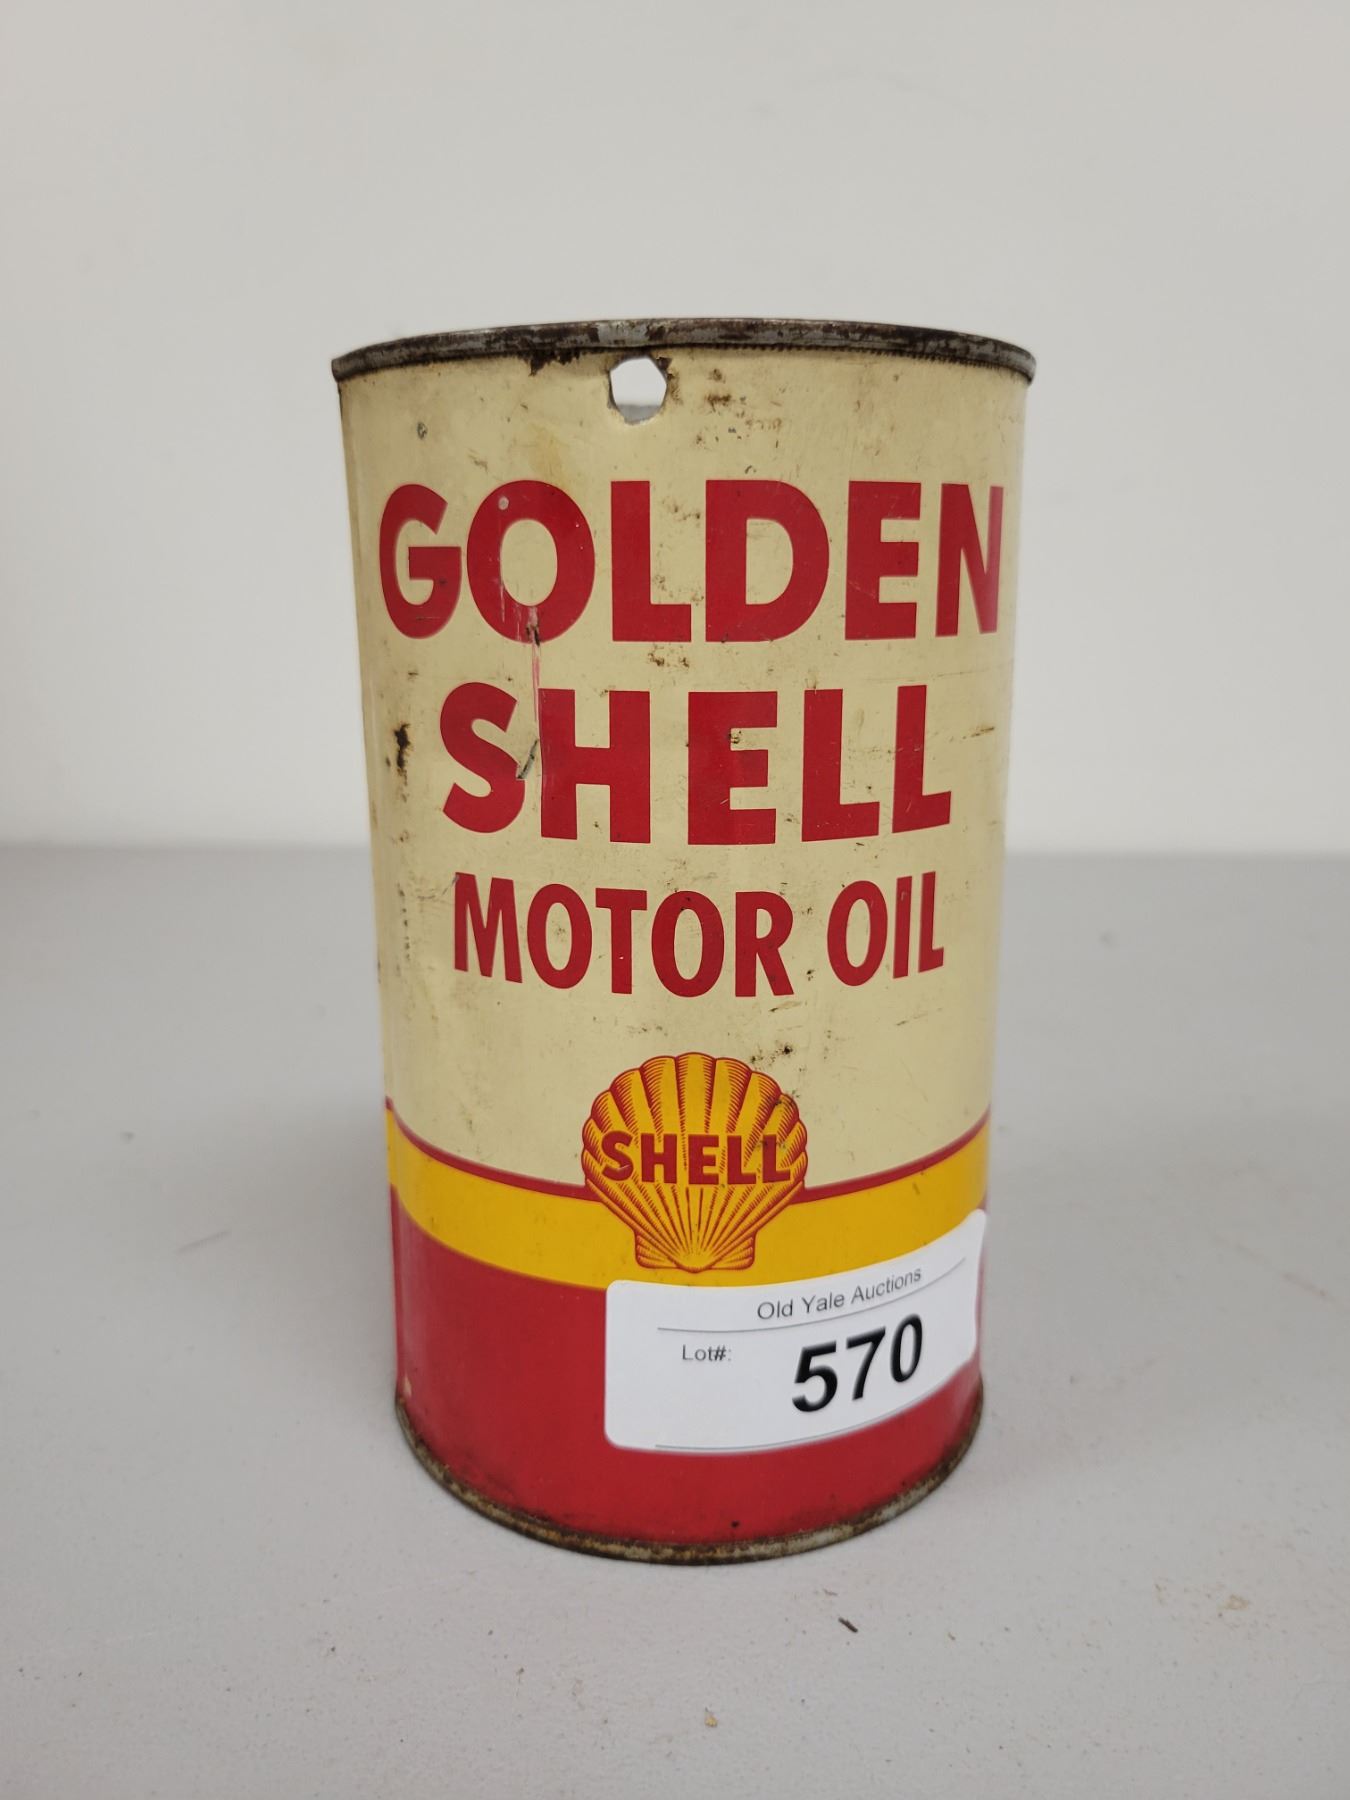 GOLDEN
SHELL
MOTOR OIL
SHELL
Old Yale Auctions
Lot#: 570